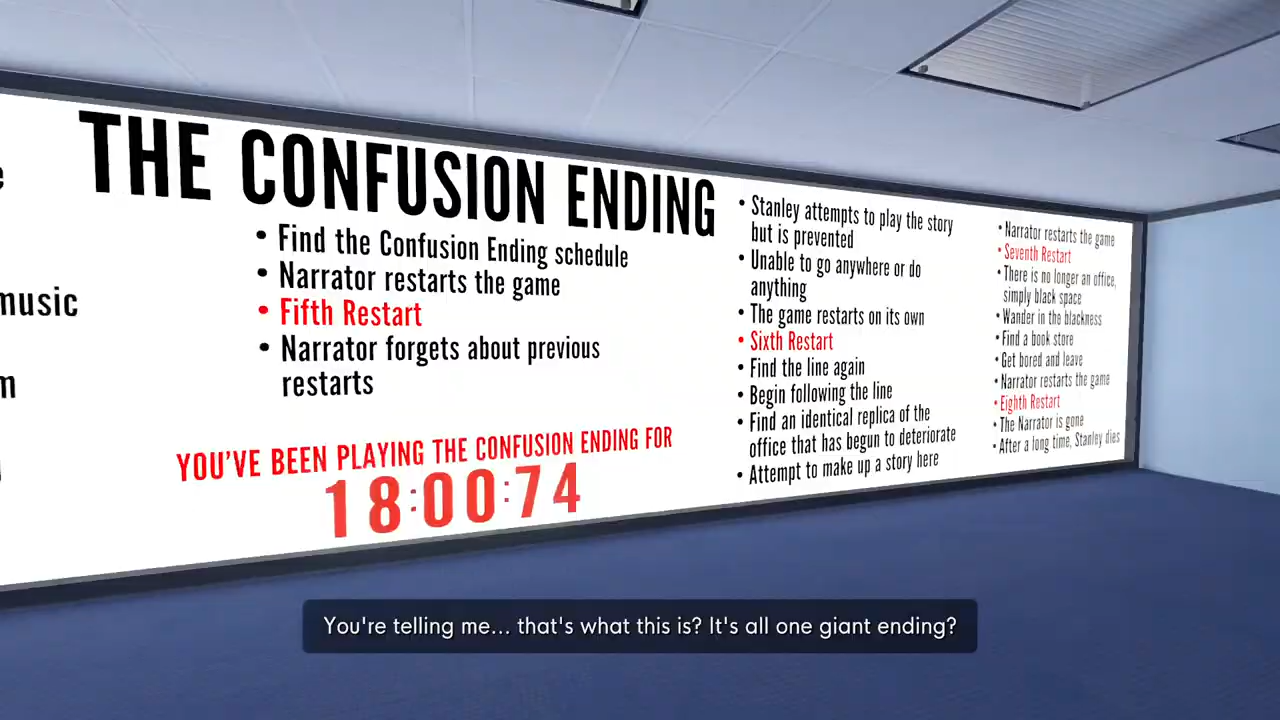 THE CONFUSION ENDING
music
• Find the Confusion Ending schedule
• Narrator restarts the game
• Fifth Restart
• Narrator forgets about previous
restarts
YOU'VE BEEN PLAYING THE CONFUSION ENDING FOR
18:00:74
• Stanley attempts to play the story
but is prevented
• Unable to go anywhere or do
anything
• The game restarts on its own
• Sixth Restart
• Find the line again
• Begin following the line
• Find an identical replica of the
office that has begun to deteriorate
• Attempt to make up a story here
• Narrator restarts the game
• Seventh Restart
• There is no longer an office,
simply black space
• Wander in the blackness
• Find a book store
• Get bored and leave
• Narrator restarts the game
• Eighth Restart
• The Narrator is gone
• After a long time, Stanley dies
You're telling me... that's what this is? It's all one giant ending?